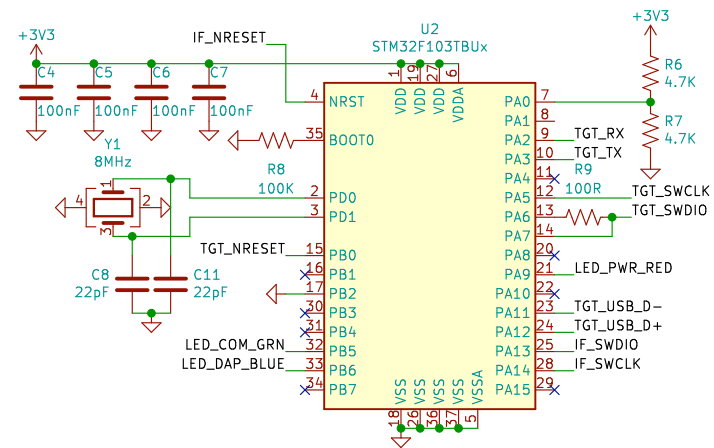 +3V3
IF_NRESET
U2
STM32F103TBUx
+3V3
C4
C5
C6
C7
100nF
100nF
100nF
100nF
R6
4.7K
R7
4.7K
1
19
27
6
VDD
VDD
VDD
VDDA
4
NRST
35
BOOT0
R8
100K
Y1
8MHz
1
4
2
3
2
PD0
3
PD1
C8
22pF
C11
22pF
TGT_NRESET
15
PB0
16
PB1
17
PB2
30
PB3
31
PB4
LED_COM_GRN
32
PB5
LED_DAP_BLUE
33
PB6
34
PB7
PA0
7
PA1
8
PA2
9
TGT_RX
PA3
10
TGT_TX
PA4
11
R9
100R
PA5
12
TGT_SWCLK
PA6
13
TGT_SWDIO
PA7
14
PA8
20
PA9
21
LED_PWR_RED
PA10
22
PA11
23
TGT_USB_D-
PA12
24
TGT_USB_D+
PA13
25
IF_SWDIO
PA14
28
IF_SWCLK
PA15
29
VSS
VSS
VSS
VSS
VSSA
18
26
36
37
5